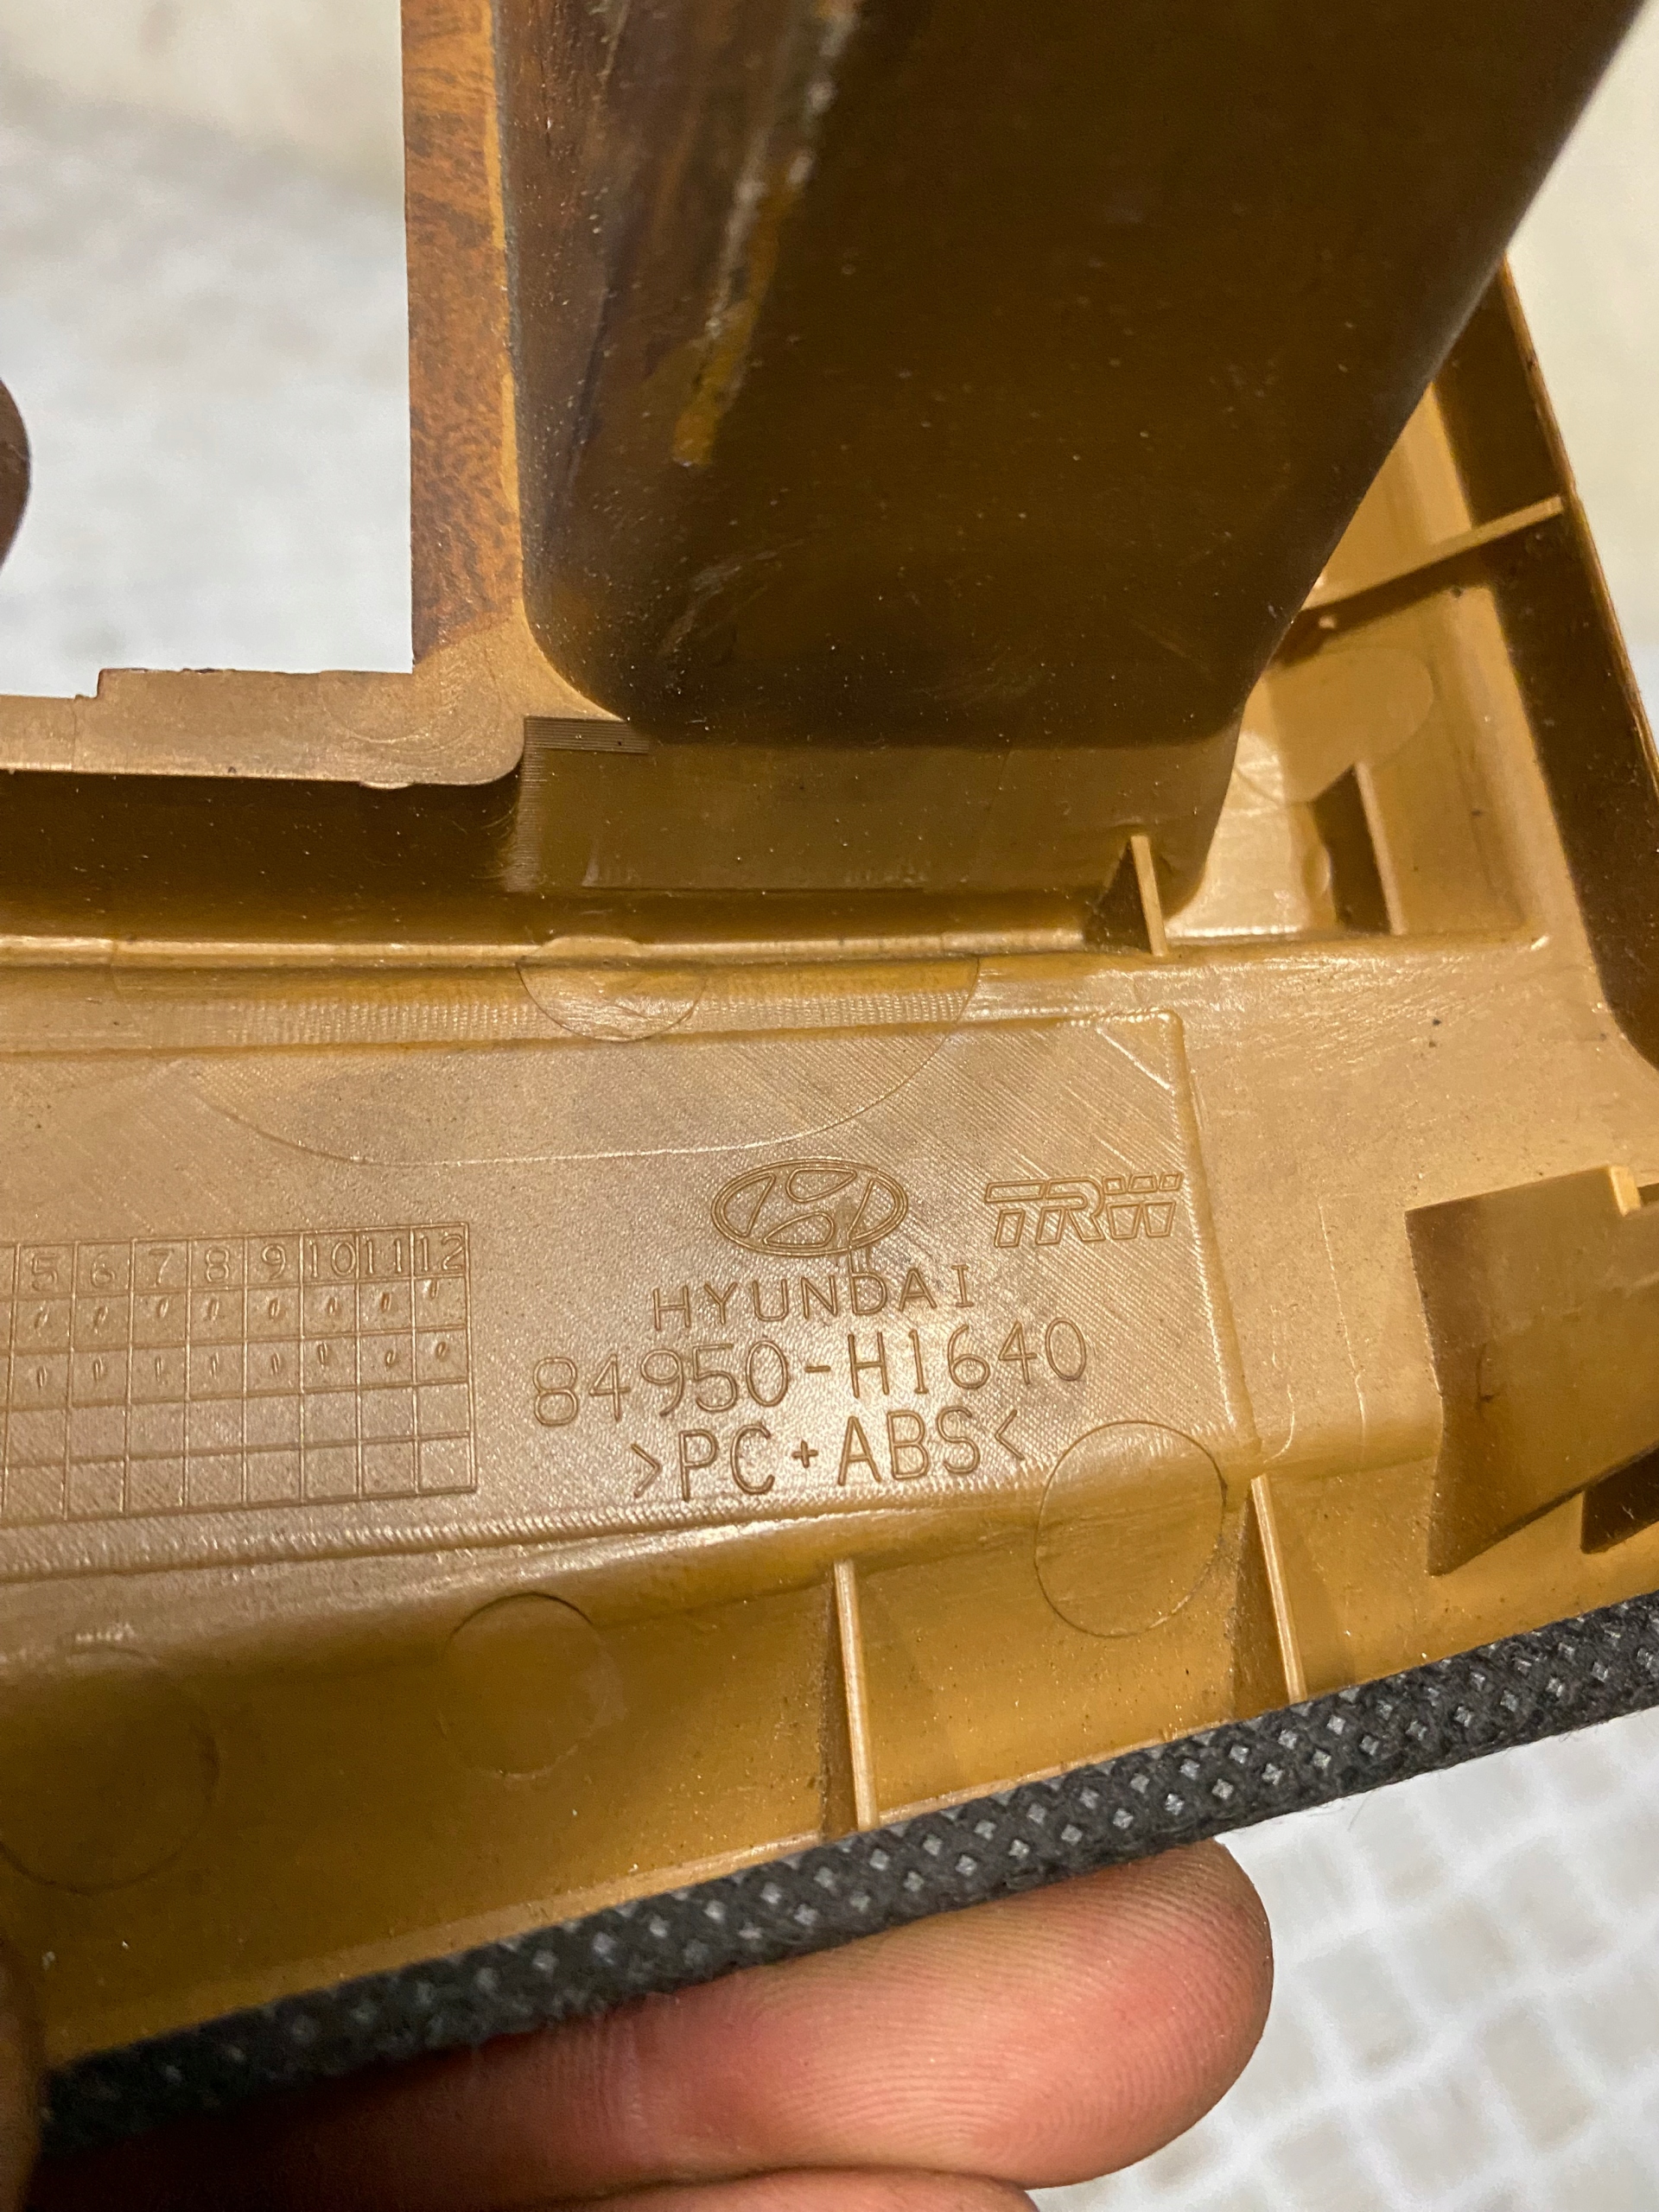 5 6 7 8 9 10 11 12
TRW
HYUNDAI
84950-H1640
>PC+ABS<